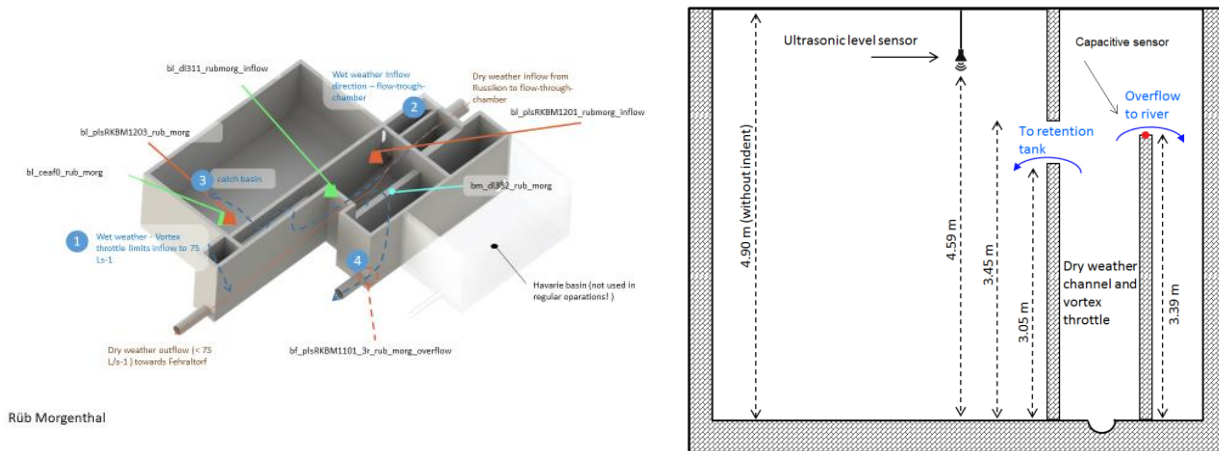 bl_dl311_rubmorg_inflow
Wet weather Inflow
direction – flow-trough-
chamber
2
Dry weather inflow from
Russikon to flow-through-
chamber
bl_plsRKBM1203_rub_morg
bl_plsRKBM1201_rubmorg_inflow
bl_ceaf0_rub_morg
3
catch basin
bm_dl352_rub_morg
1
Wet weather - Vortex
throttle limits inflow to 75
Ls-1
4
Havarie basin (not used in
regular oparations! )
Dry weather outflow (< 75
L/s-1 ) towards Fehraltorf
bf_plsRKBM1101_3r_rub_morg_overflow
Rüb Morgenthal
Ultrasonic level sensor
Capacitive sensor
Overflow
to river
To retention
tank
4.90 m (without indent)
4.59 m
3.45 m
3.05 m
Dry weather
channel and
vortex
throttle
3.39 m